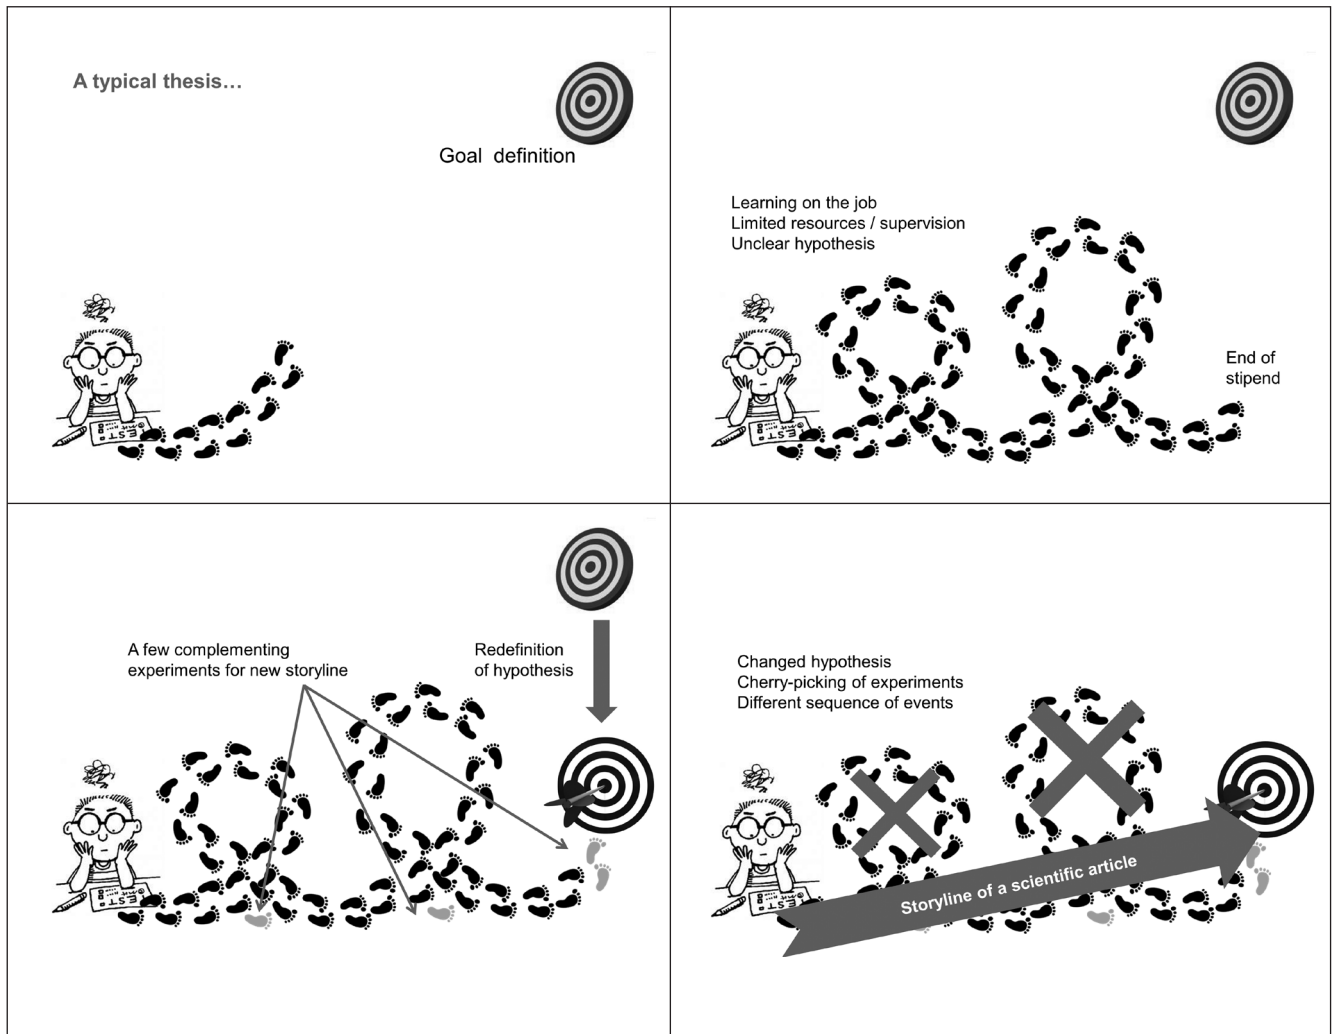 A typical thesis…
Goal definition
Learning on the job
Limited resources / supervision
Unclear hypothesis
End of
stipend
A few complementing
experiments for new storyline
Redefinition
of hypothesis
Changed hypothesis
Cherry-picking of experiments
Different sequence of events
Storyline of a scientific article